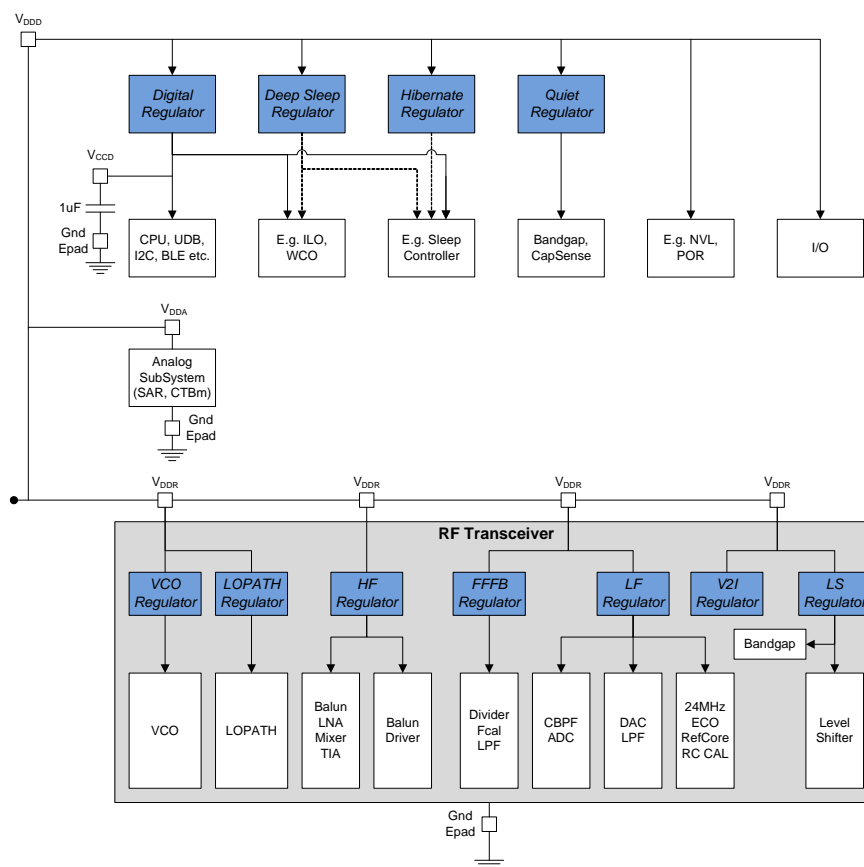 VDDD
Digital
Regulator
Deep Sleep
Regulator
Hibernate
Regulator
Quiet
Regulator
VCCD
1uF
Gnd
Epad
CPU, UDB,
I2C, BLE etc.
E.g. ILO,
WCO
E.g. Sleep
Controller
Bandgap,
CapSense
E.g. NVL,
POR
I/O
VDDA
Analog
SubSystem
(SAR, CTBm)
Gnd
Epad
VDDR
VDDR
VDDR
VDDR
RF Transceiver
VCO
Regulator
LOPATH
Regulator
HF
Regulator
FFFB
Regulator
LF
Regulator
V2I
Regulator
LS
Regulator
Bandgap
VCO
LOPATH
Balun
LNA
Mixer
TIA
Balun
Driver
Divider
Fcal
LPF
CBPF
ADC
DAC
LPF
24MHz
ECO
RefCore
RC CAL
Level
Shifter
Gnd
Epad